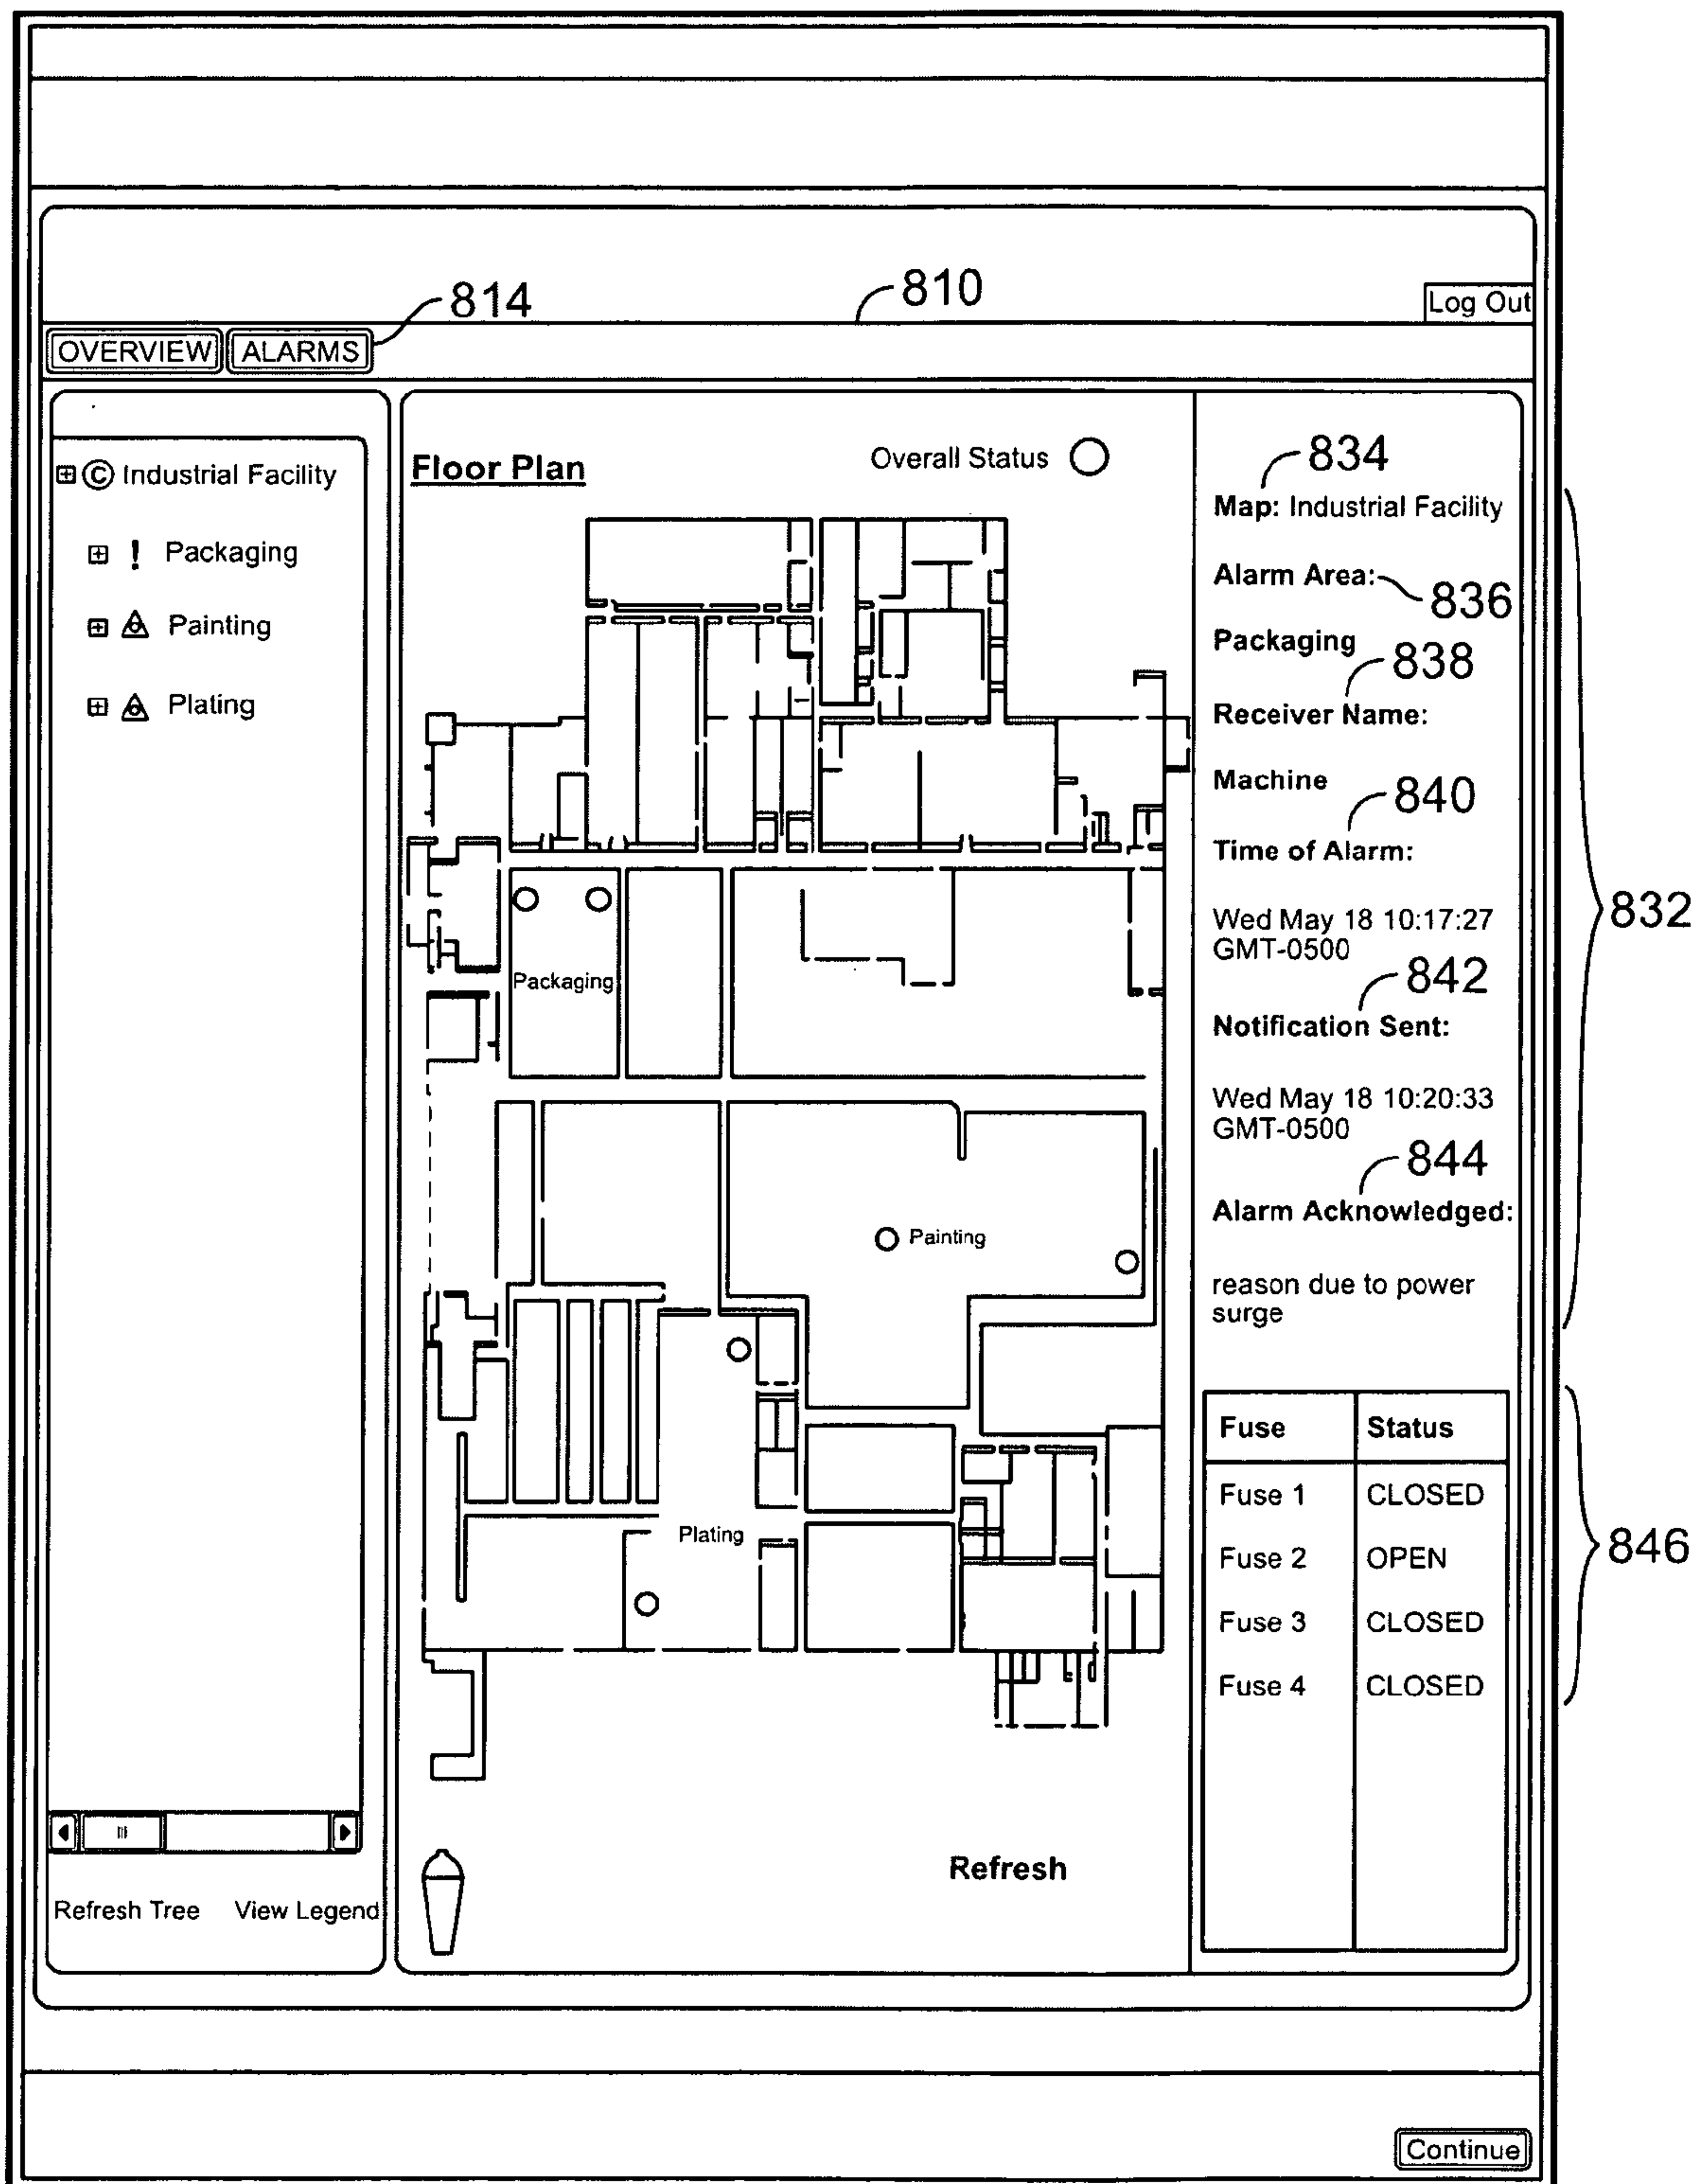 814
810
Log Out
OVERVIEW
ALARMS
© Industrial Facility
! Packaging
Painting
Plating
Refresh Tree View Legend
Floor Plan
Overall Status
Packaging
Painting
Plating
Refresh
834
Map: Industrial Facility
Alarm Area:
836
Packaging
838
Receiver Name:
Machine
840
Time of Alarm:
Wed May 18 10:17:27
GMT-0500
842
Notification Sent:
Wed May 18 10:20:33
GMT-0500
844
Alarm Acknowledged:
reason due to power
surge
832
Fuse Status
Fuse 1 CLOSED
Fuse 2 OPEN
Fuse 3 CLOSED
Fuse 4 CLOSED
846
Continue